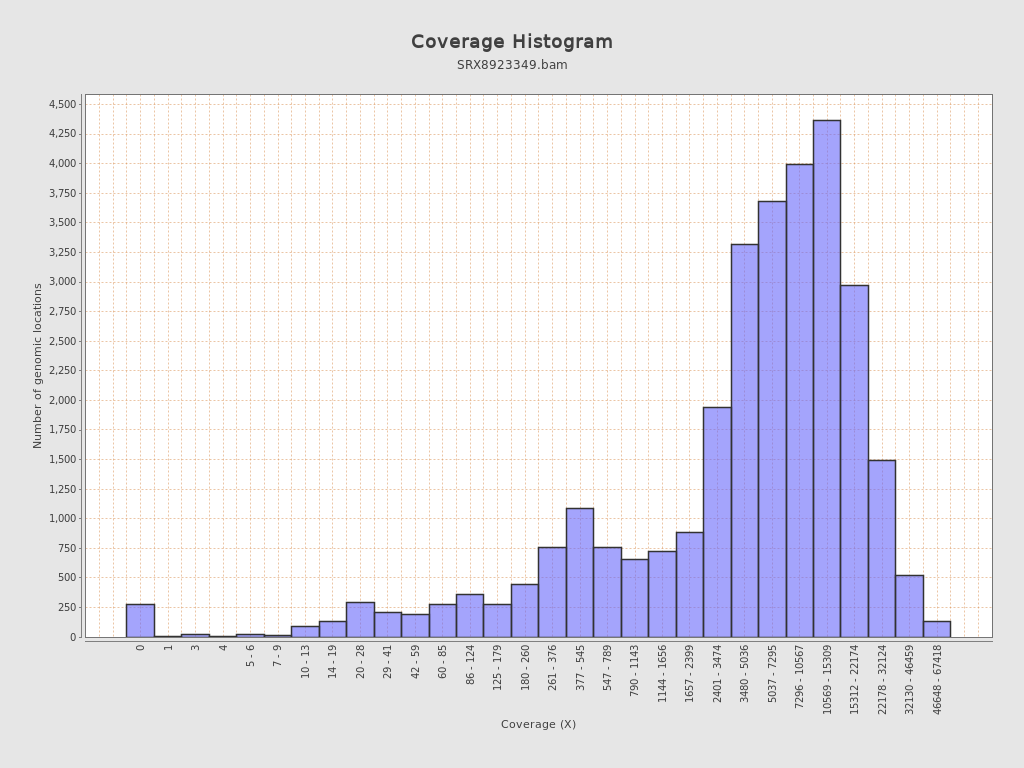 Coverage Histogram
SRX8923349.bam
Number of genomic locations
4,500
4,250
4,000
3,750
3,500
3,250
3,000
2,750
2,500
2,250
2,000
1,750
1,500
1,250
1,000
750
500
250
0
0
1
3
4
5 - 6
7 - 9
10 - 13
14 - 19
20 - 28
29 - 41
42 - 59
60 - 85
86 - 124
125 - 179
180 - 260
261 - 376
377 - 545
547 - 789
790 - 1143
1144 - 1656
1657 - 2399
2401 - 3474
3480 - 5036
5037 - 7295
7296 - 10567
10569 - 15309
15312 - 22174
22178 - 32124
32130 - 46459
46648 - 67418
Coverage (X)